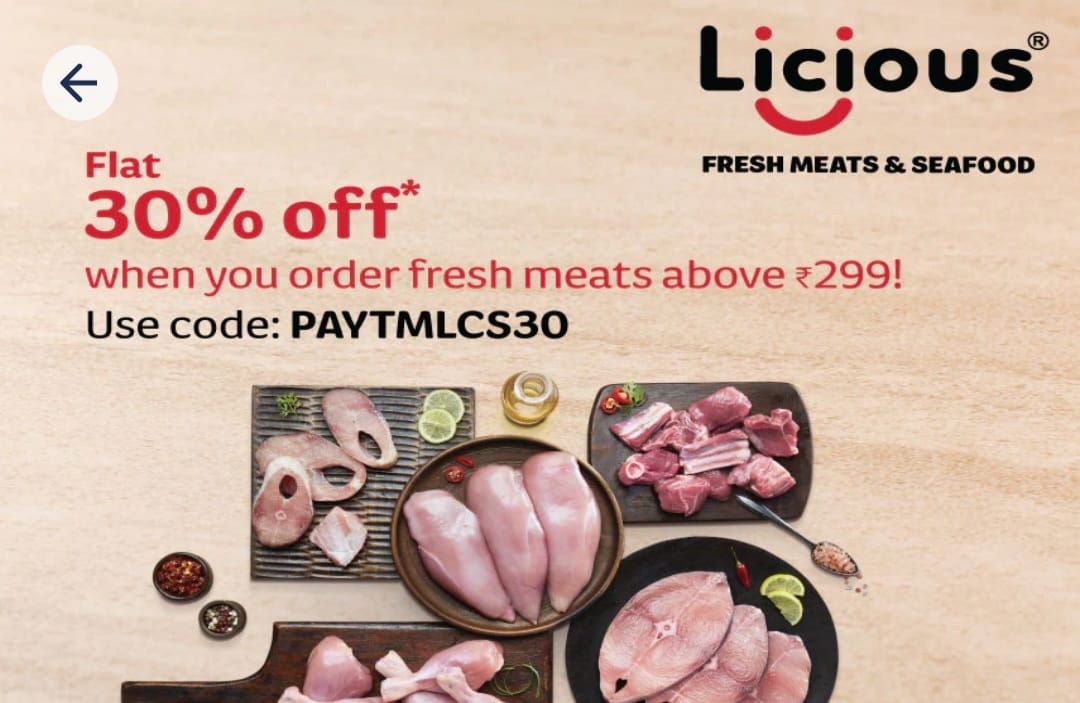 Licious®
FRESH MEATS & SEAFOOD
Flat
30% off*
when you order fresh meats above ₹299!
Use code: PAYTMLCS30